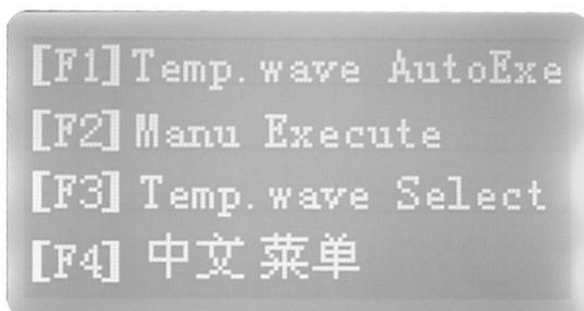 [F1] Temp. wave AutoExe
[F2] Manu Execute
[F3] Temp. wave Select
[F4] 中文菜单